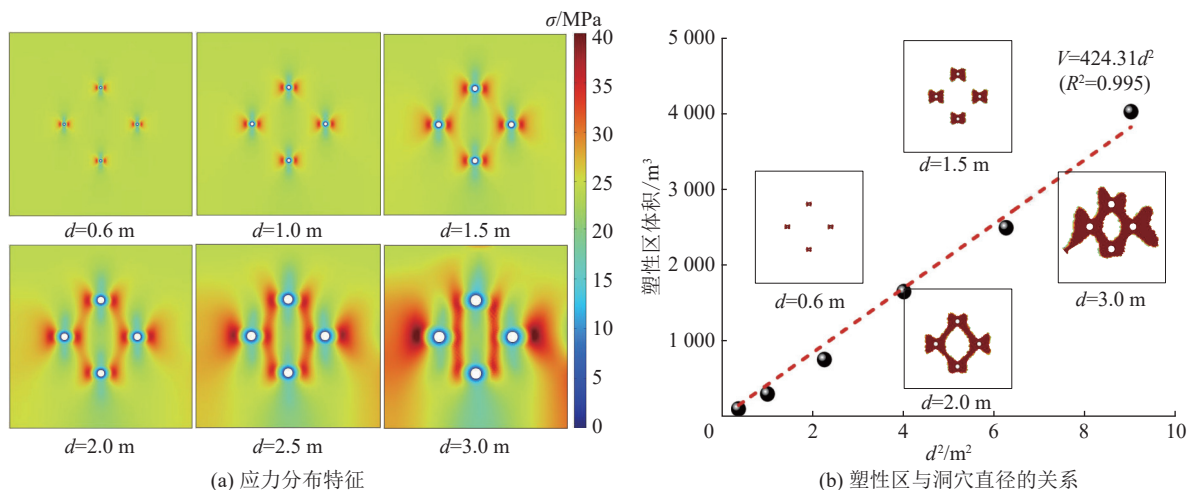 σ/MPa
40
35
30
25
20
15
10
5
0
d=0.6 m
d=1.0 m
d=1.5 m
d=2.0 m
d=2.5 m
d=3.0 m
(a) 应力分布特征
塑性区体积/m³
5 000
4 000
3 000
2 000
1 000
0
2
4
6
8
10
d²/m²
V=424.31d²
(R²=0.995)
d=1.5 m
d=0.6 m
d=3.0 m
d=2.0 m
(b) 塑性区与洞穴直径的关系